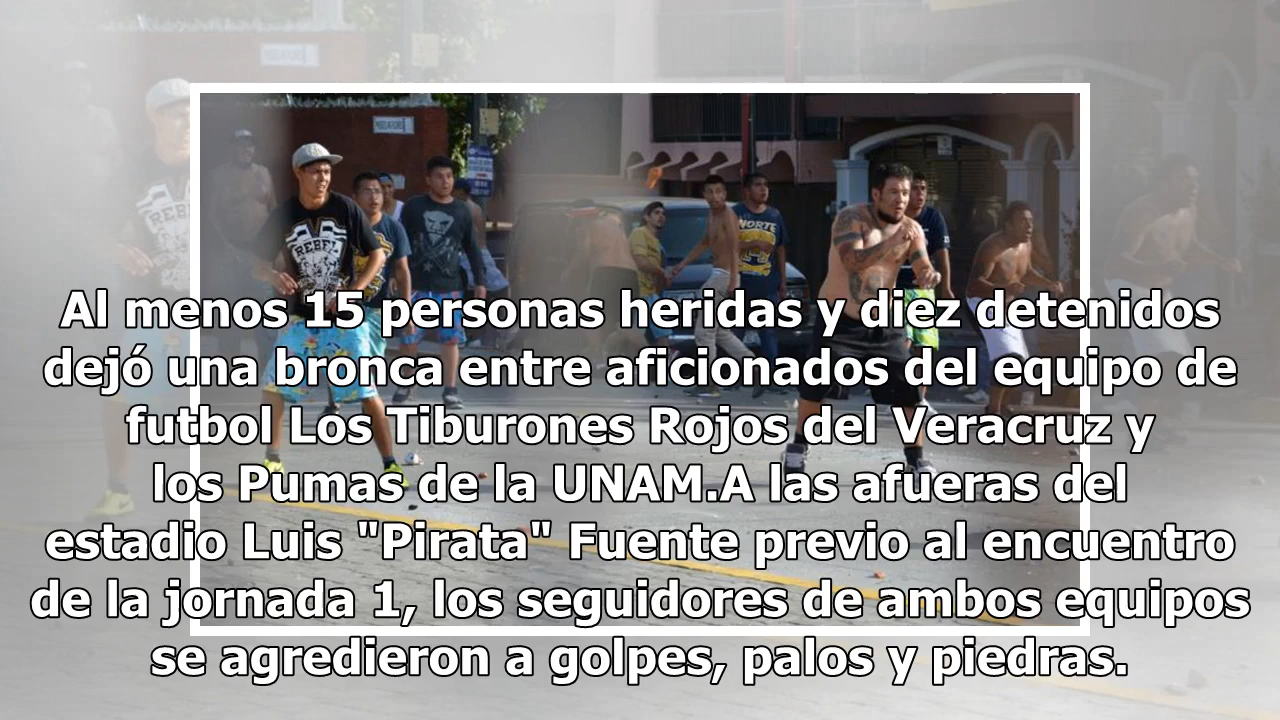 REBEL
NORTE
Al menos 15 personas heridas y diez detenidos
dejó una bronca entre aficionados del equipo de
futbol Los Tiburones Rojos del Veracruz y
los Pumas de la UNAM.A las afueras del
estadio Luis "Pirata" Fuente previo al encuentro
de la jornada 1, los seguidores de ambos equipos
se agredieron a golpes, palos y piedras.